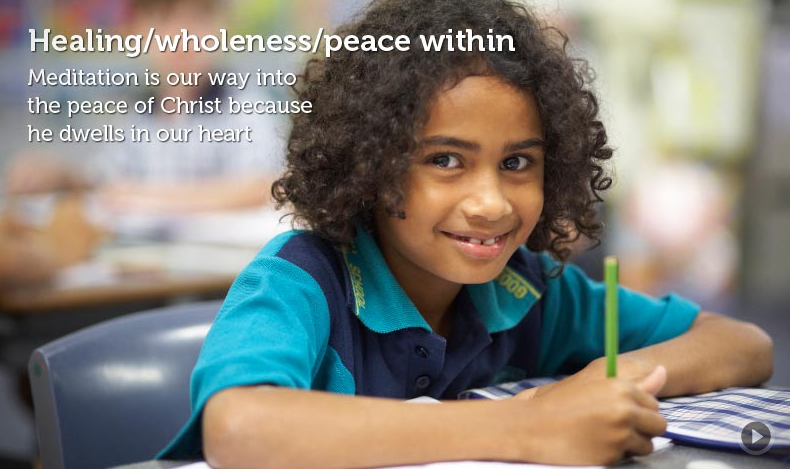 Healing/wholeness/peace within
Meditation is our way into
the peace of Christ because
he dwells in our heart
SCHOOL